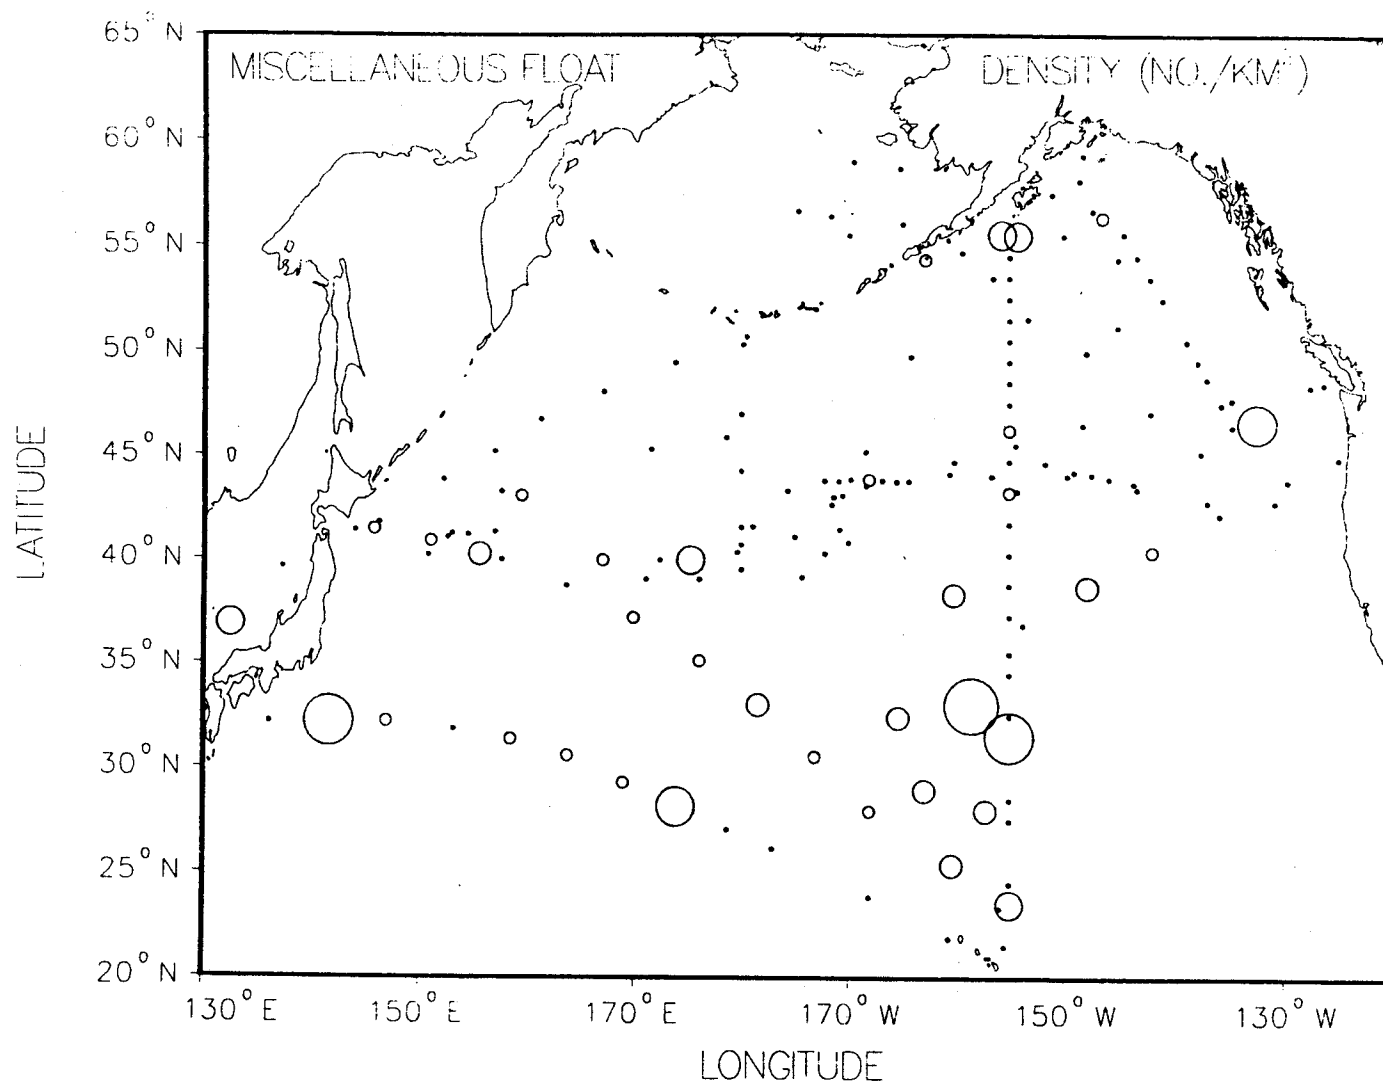 MISCELLANEOUS FLOAT DENSITY (NO./KM²)
65° N
60° N
55° N
50° N
45° N
40° N
35° N
30° N
25° N
20° N
LATITUDE
130° E 150° E 170° E 170° W 150° W 130° W
LONGITUDE